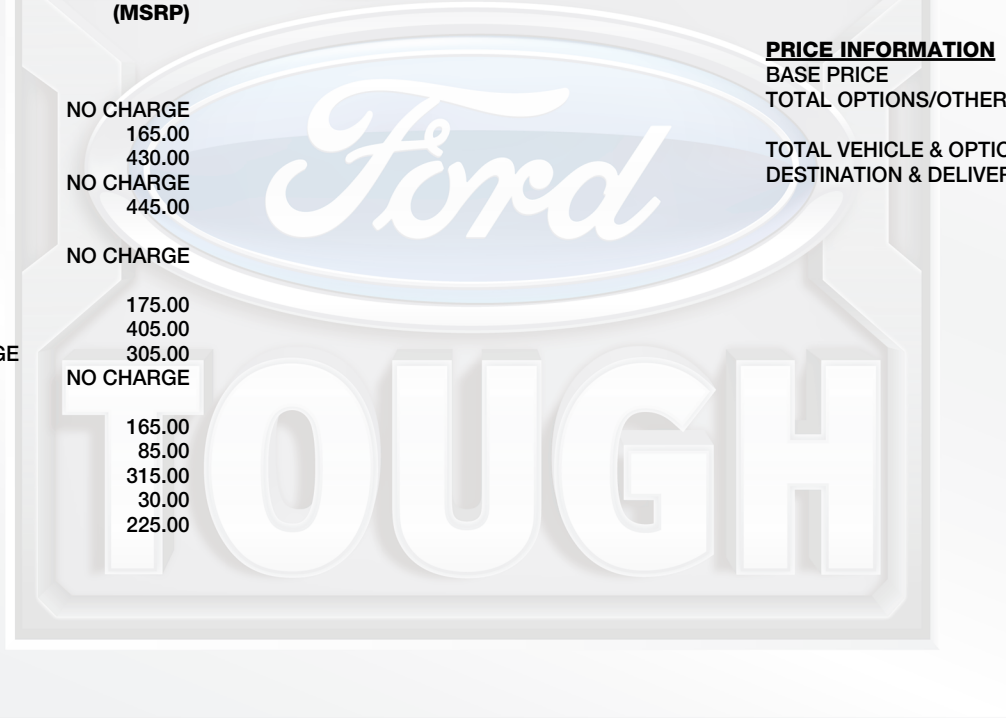 (MSRP)
NO CHARGE
165.00
430.00
NO CHARGE
445.00
NO CHARGE
175.00
405.00
GE 305.00
NO CHARGE
165.00
85.00
315.00
30.00
225.00
PRICE INFORMATION
BASE PRICE
TOTAL OPTIONS/OTHER
TOTAL VEHICLE & OPTIO
DESTINATION & DELIVER
Ford
TOUGH